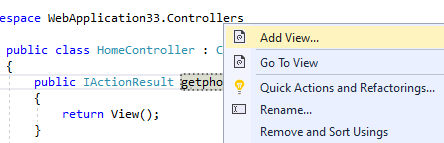 espace WebApplication33.Controllers
public class HomeController : C
{
public IActionResult getpho
{
return View();
}
Add View...
Go To View
Quick Actions and Refactorings...
Rename...
Remove and Sort Usings